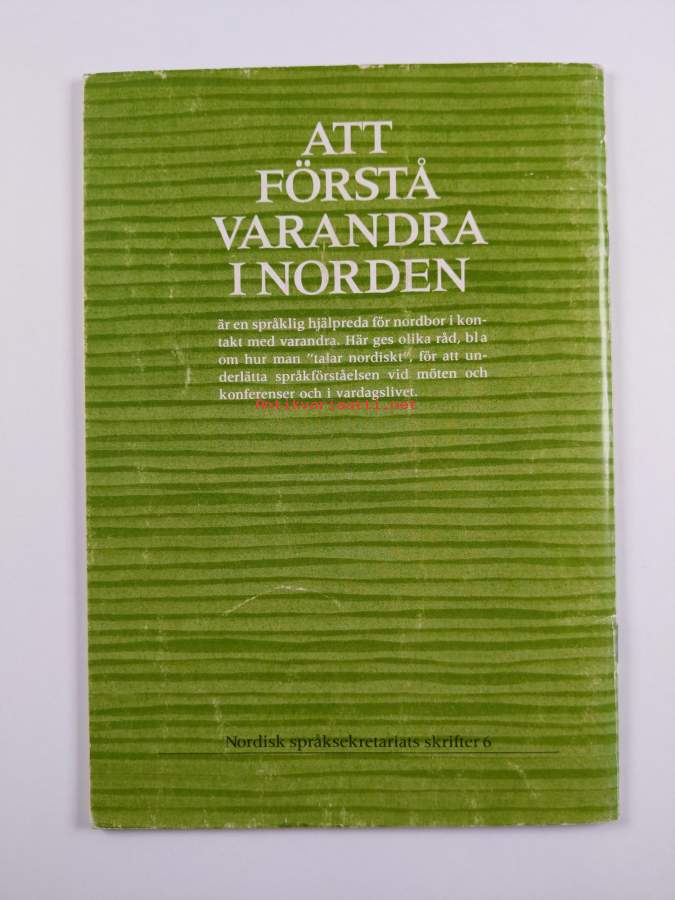 ATT
FÖRSTÅ
VARANDRA
I NORDEN
är en språklig hjälpreda för nordbor i kon-
takt med varandra. Här ges olika råd, bl a
om hur man "talar nordiskt", för att un-
derlätta språkförståelsen vid möten och
konferenser och i vardagslivet.
Antikvariaatti.net
Nordisk språksekretariats skrifter 6